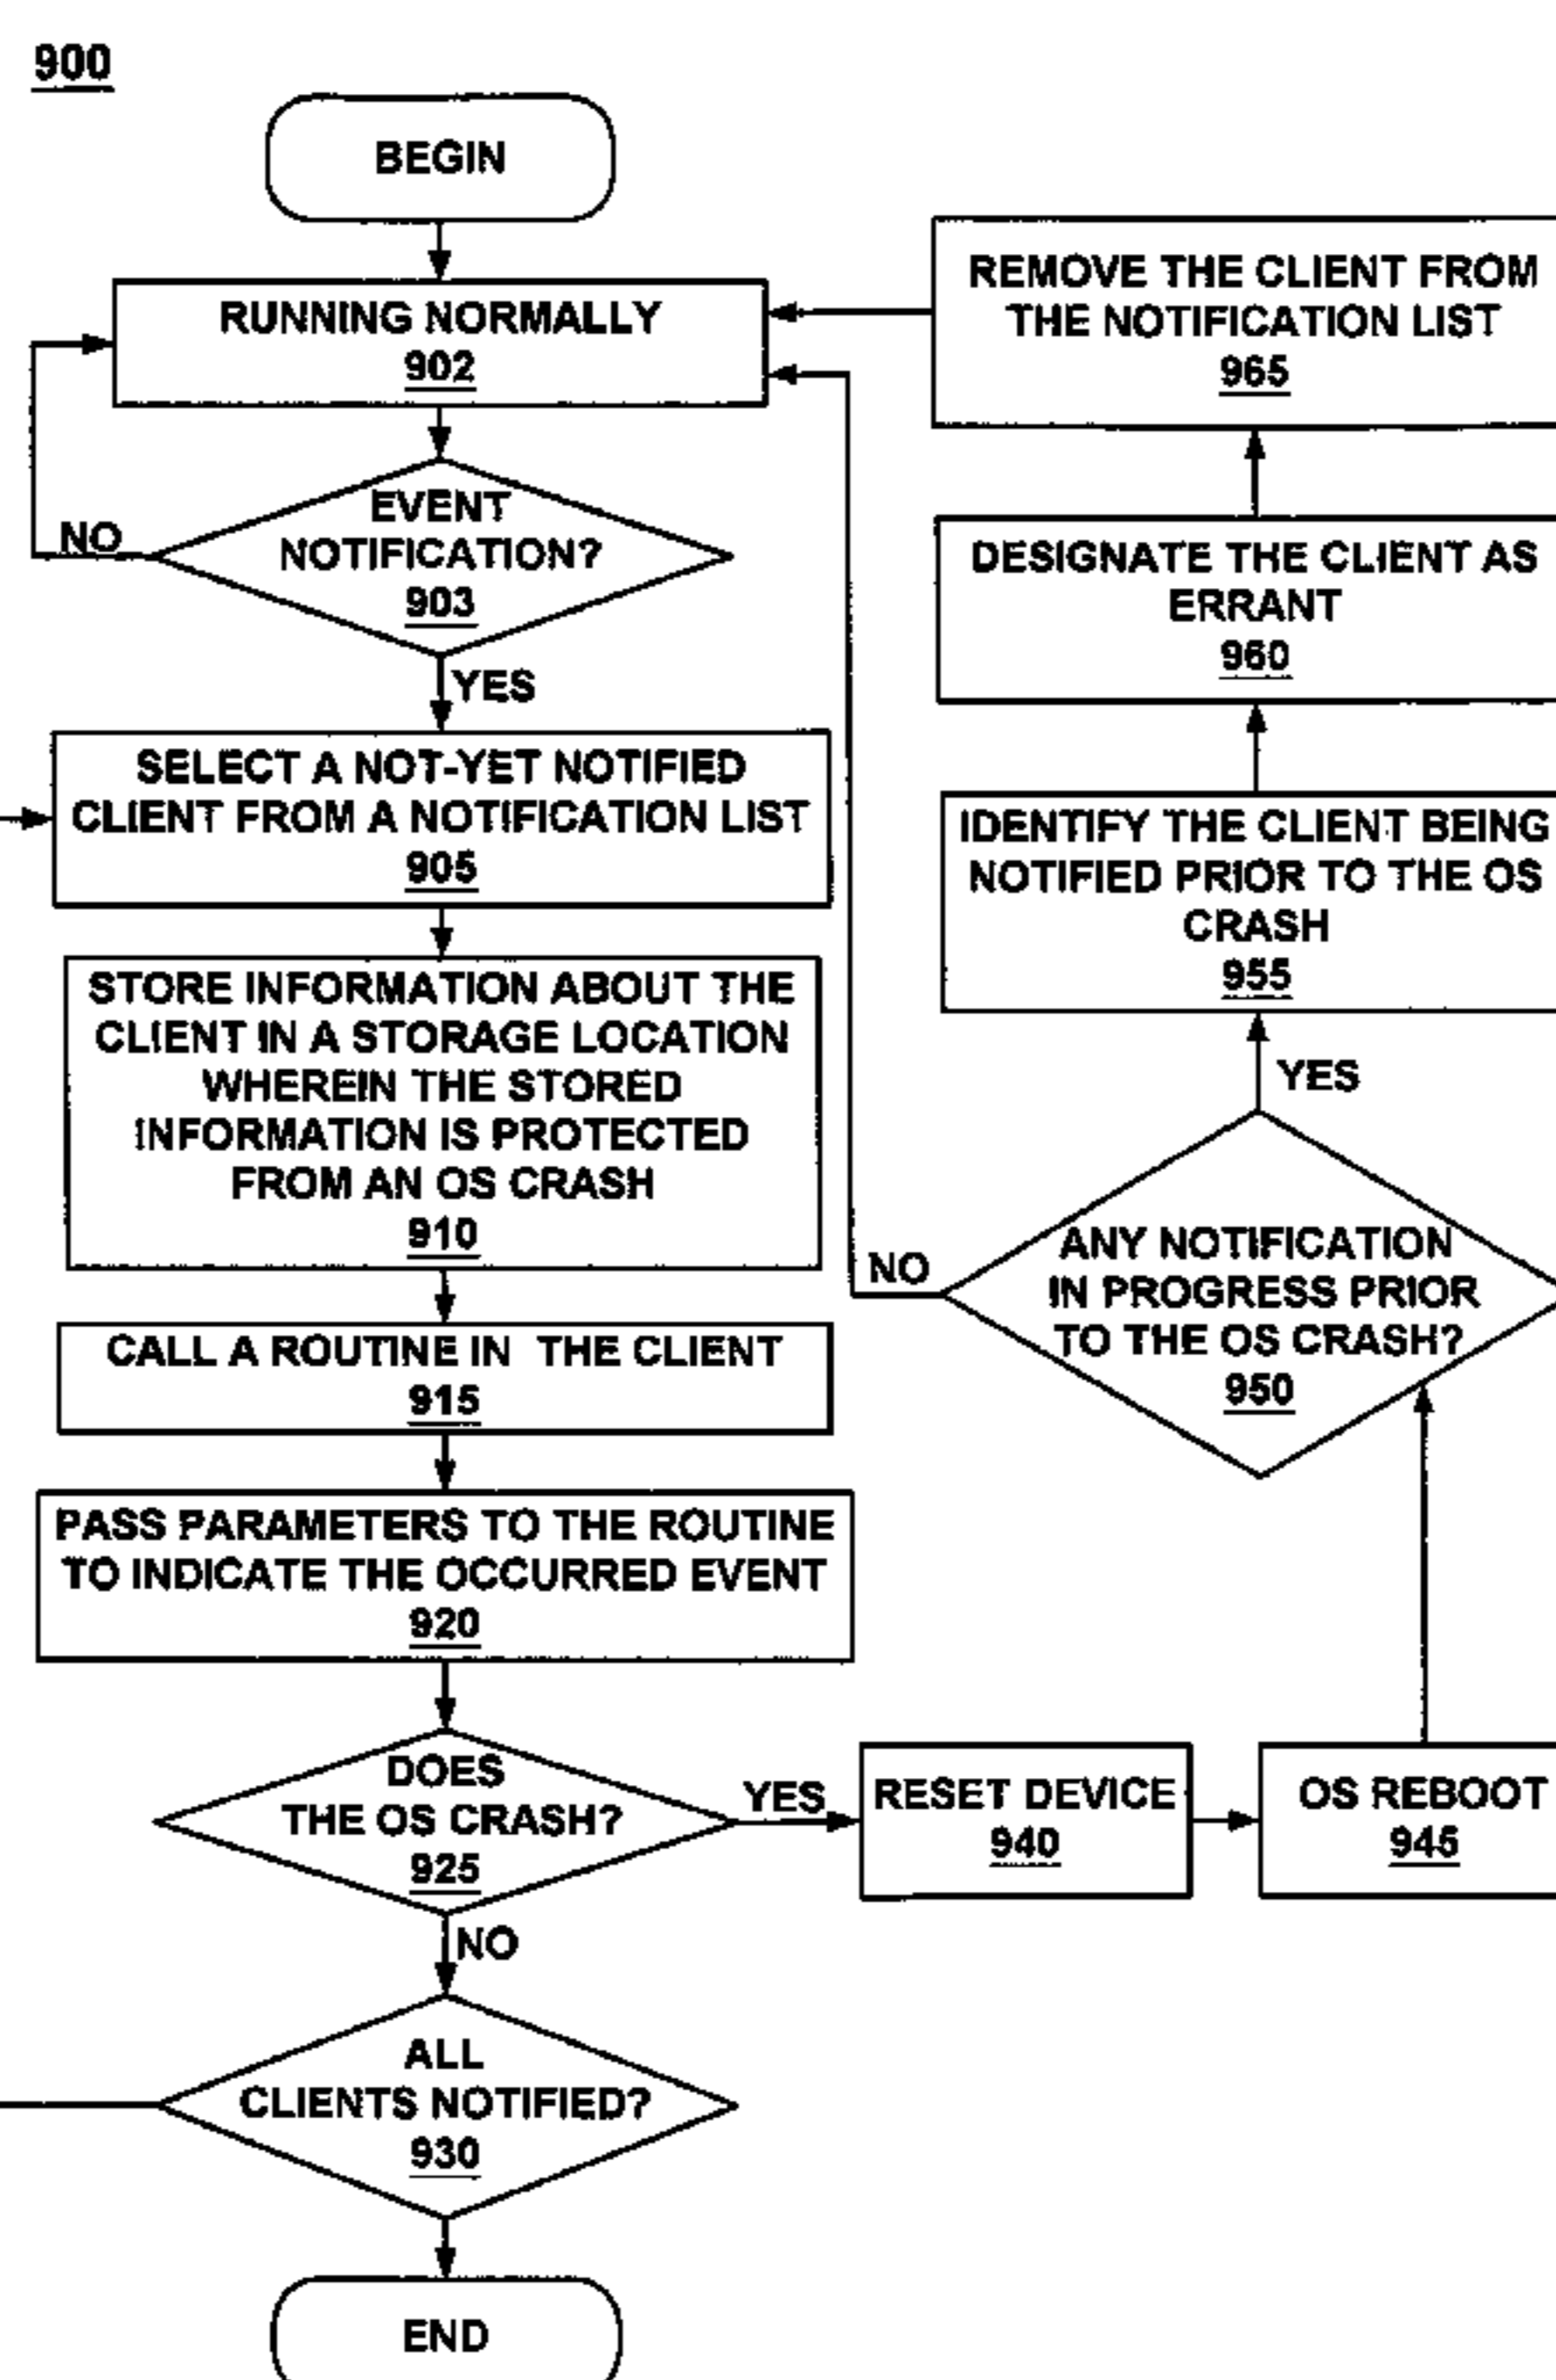 900
BEGIN
RUNNING NORMALLY
902
EVENT
NOTIFICATION?
903
NO
YES
SELECT A NOT-YET NOTIFIED
CLIENT FROM A NOTIFICATION LIST
905
STORE INFORMATION ABOUT THE
CLIENT IN A STORAGE LOCATION
WHEREIN THE STORED
INFORMATION IS PROTECTED
FROM AN OS CRASH
910
CALL A ROUTINE IN THE CLIENT
915
PASS PARAMETERS TO THE ROUTINE
TO INDICATE THE OCCURRED EVENT
920
DOES
THE OS CRASH?
925
YES
NO
ALL
CLIENTS NOTIFIED?
930
END
RESET DEVICE
940
OS REBOOT
945
ANY NOTIFICATION
IN PROGRESS PRIOR
TO THE OS CRASH?
950
NO
YES
IDENTIFY THE CLIENT BEING
NOTIFIED PRIOR TO THE OS
CRASH
955
DESIGNATE THE CLIENT AS
ERRANT
960
REMOVE THE CLIENT FROM
THE NOTIFICATION LIST
965